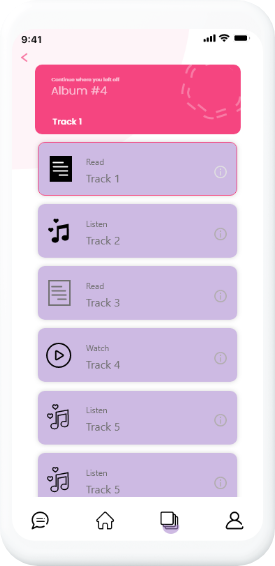 9:41
Continue where you left off
Album #4
Track 1
Read
Track 1
Listen
Track 2
Read
Track 3
Watch
Track 4
Listen
Track 5
Listen
Track 5